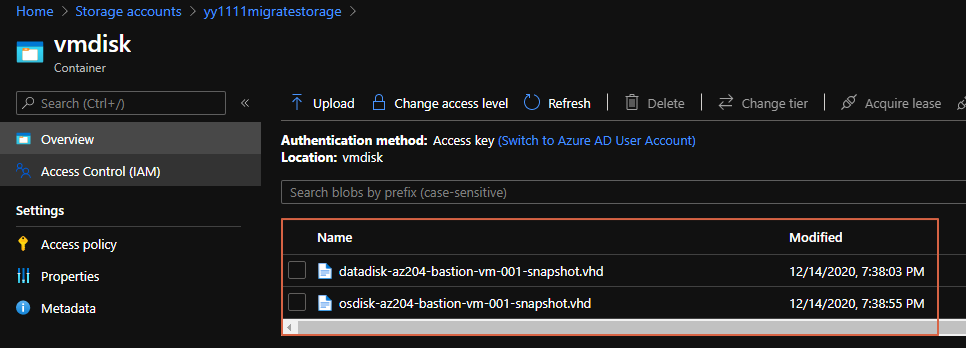 Home > Storage accounts > yy1111migratestorage >
vmdisk
Container
Search (Ctrl+/) «
Overview
Access Control (IAM)
Settings
Access policy
Properties
Metadata
Upload Change access level Refresh Delete Change tier Acquire lease
Authentication method: Access key (Switch to Azure AD User Account)
Location: vmdisk
Search blobs by prefix (case-sensitive)
Name Modified
datadisk-az204-bastion-vm-001-snapshot.vhd 12/14/2020, 7:38:03 PM
osdisk-az204-bastion-vm-001-snapshot.vhd 12/14/2020, 7:38:55 PM